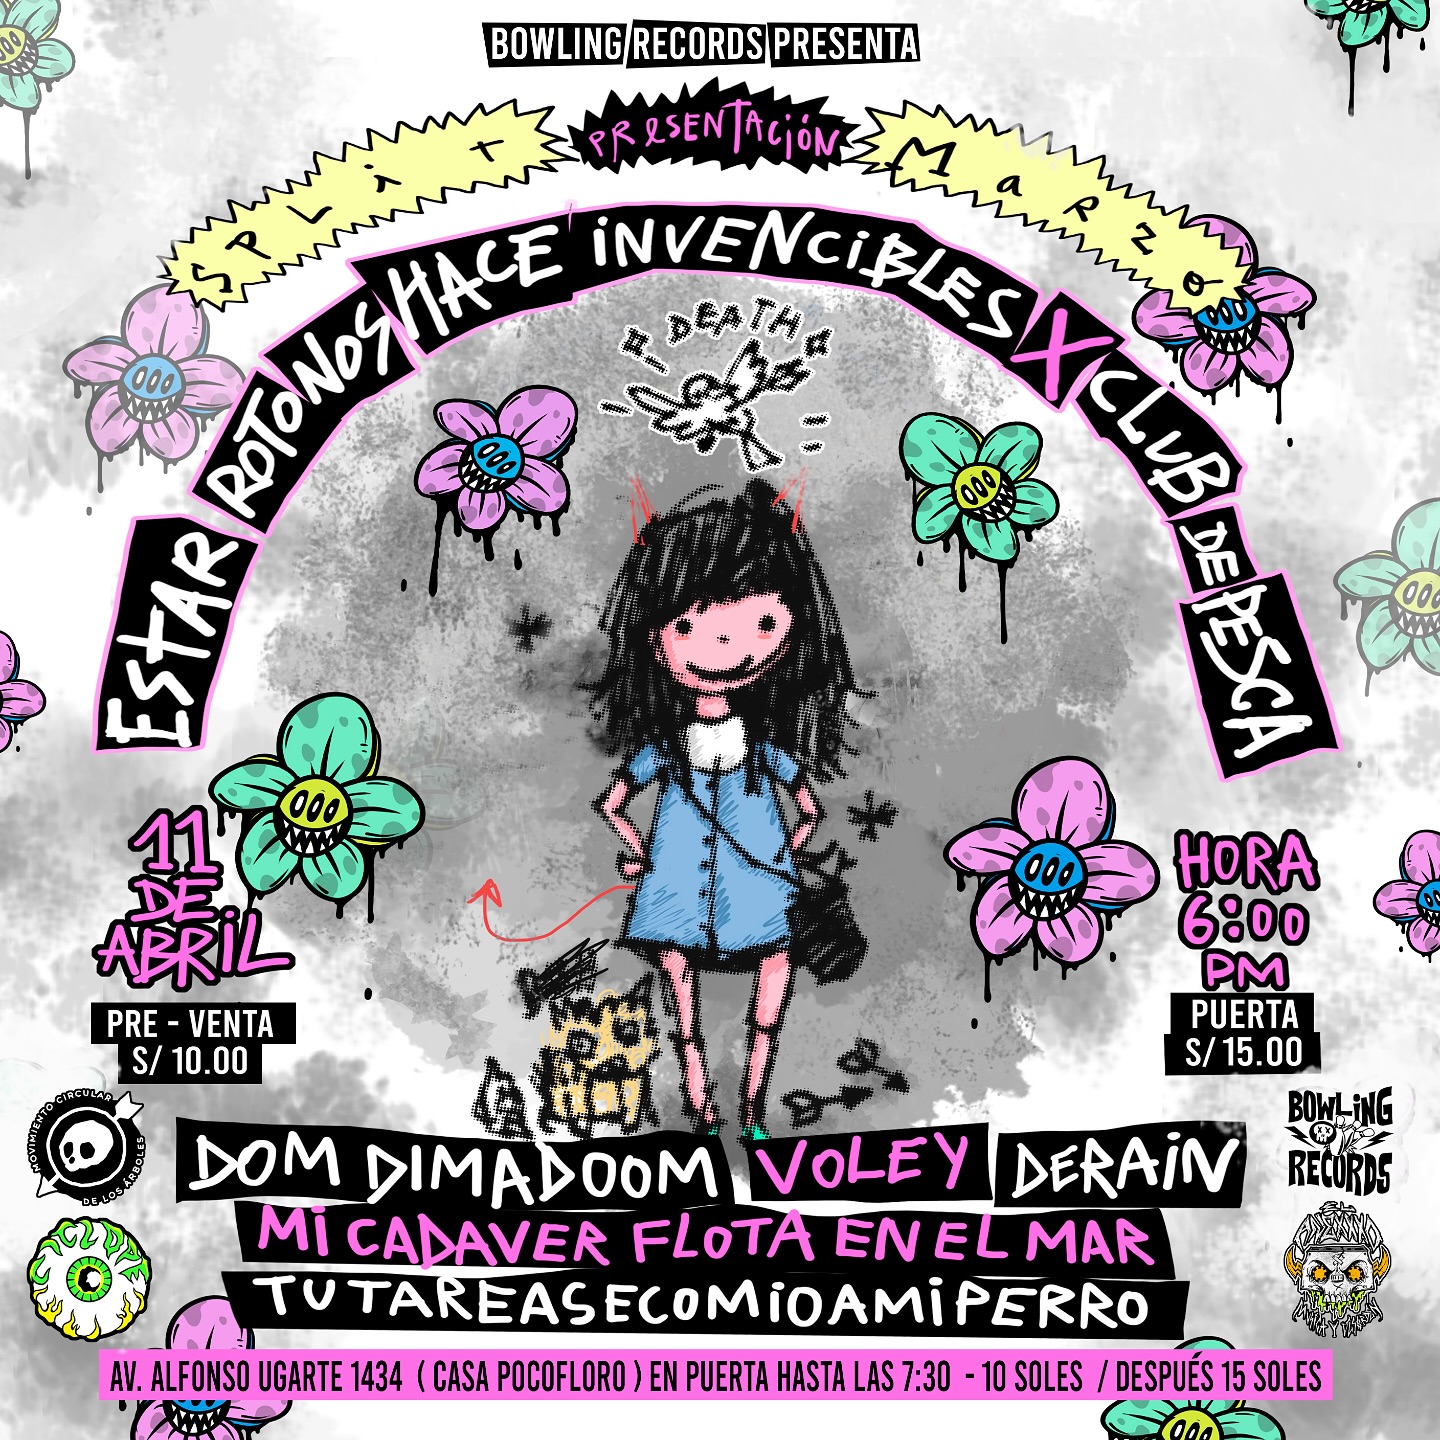 BOWLING RECORDS PRESENTA
SPLiT PRESENTACIÓN MaRzo
ESTAR ROTO NOS HACE INVENCIBLES X CLUB DE PESCA
DEATH
11
DE
ABRIL
PRE - VENTA
S/ 10.00
HORA
6:00
PM
PUERTA
S/ 15.00
MOVIMIENTO CIRCULAR
DE LOS ÁRBOLES
BOWLING
RECORDS
DOM DIMADOOM VOLEY DERAIN
MI CADAVER FLOTA EN EL MAR
TUTAREASECOMIOAMIPERRO
AV. ALFONSO UGARTE 1434 ( CASA POCOFLORO ) EN PUERTA HASTA LAS 7:30 - 10 SOLES / DESPUÉS 15 SOLES